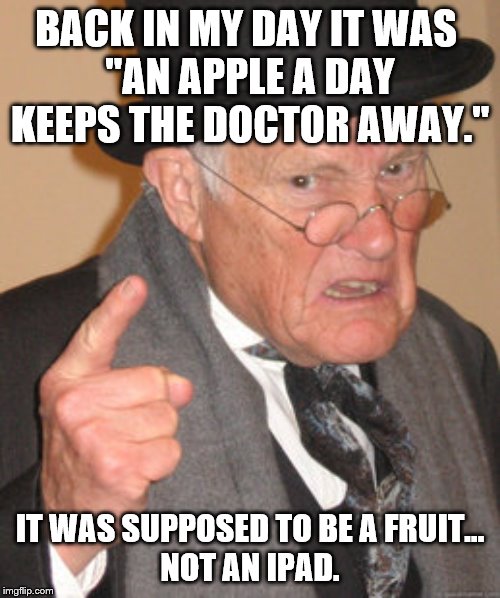 BACK IN MY DAY IT WAS
"AN APPLE A DAY
KEEPS THE DOCTOR AWAY."
IT WAS SUPPOSED TO BE A FRUIT...
NOT AN IPAD.
imgflip.com